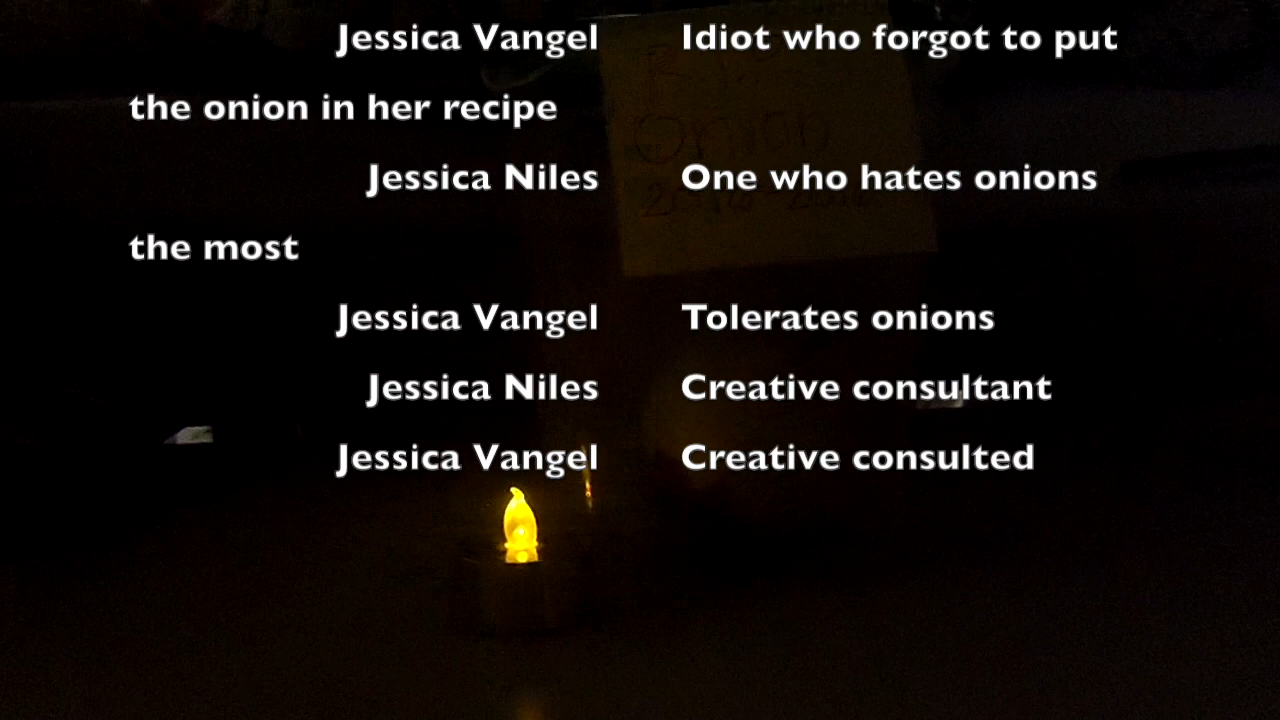 Jessica Vangel Idiot who forgot to put
the onion in her recipe
Jessica Niles One who hates onions
the most
Jessica Vangel Tolerates onions
Jessica Niles Creative consultant
Jessica Vangel Creative consulted
Onion